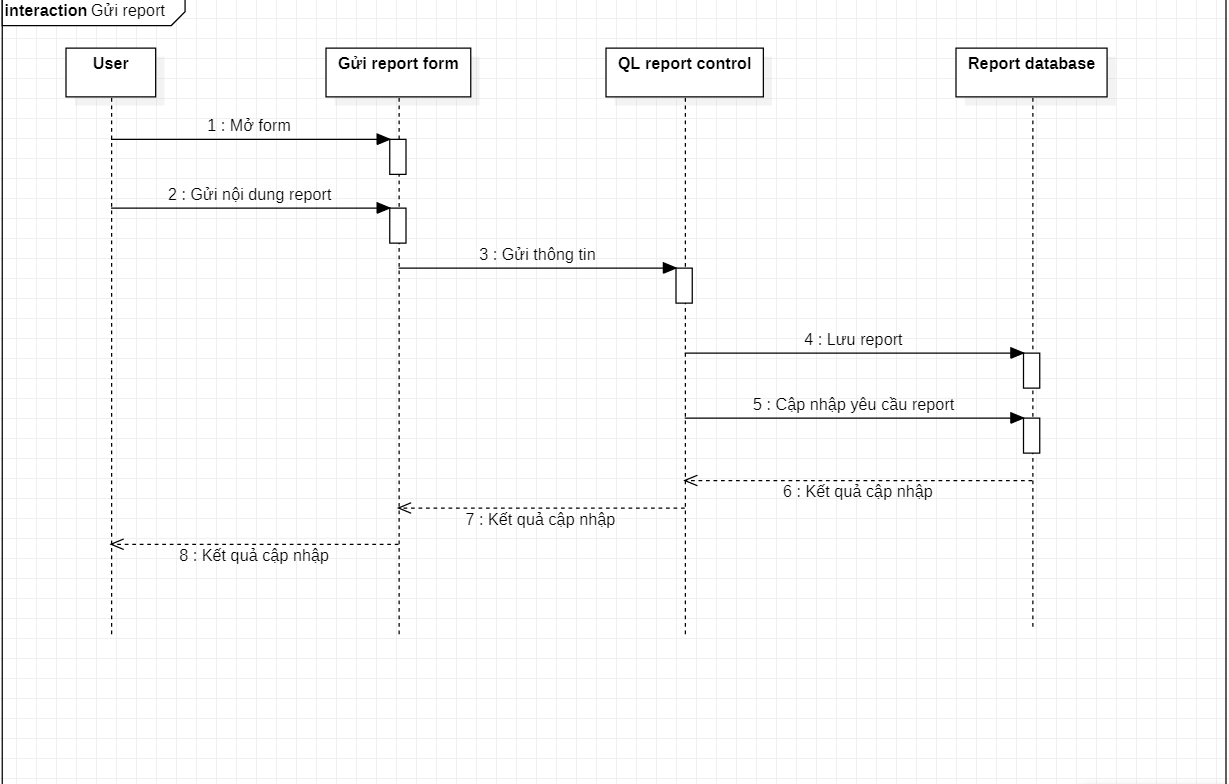 interaction Gửi report
User
Gửi report form
QL report control
Report database
1 : Mở form
2 : Gửi nội dung report
3 : Gửi thông tin
4 : Lưu report
5 : Cập nhập yêu cầu report
6 : Kết quả cập nhập
7 : Kết quả cập nhập
8 : Kết quả cập nhập